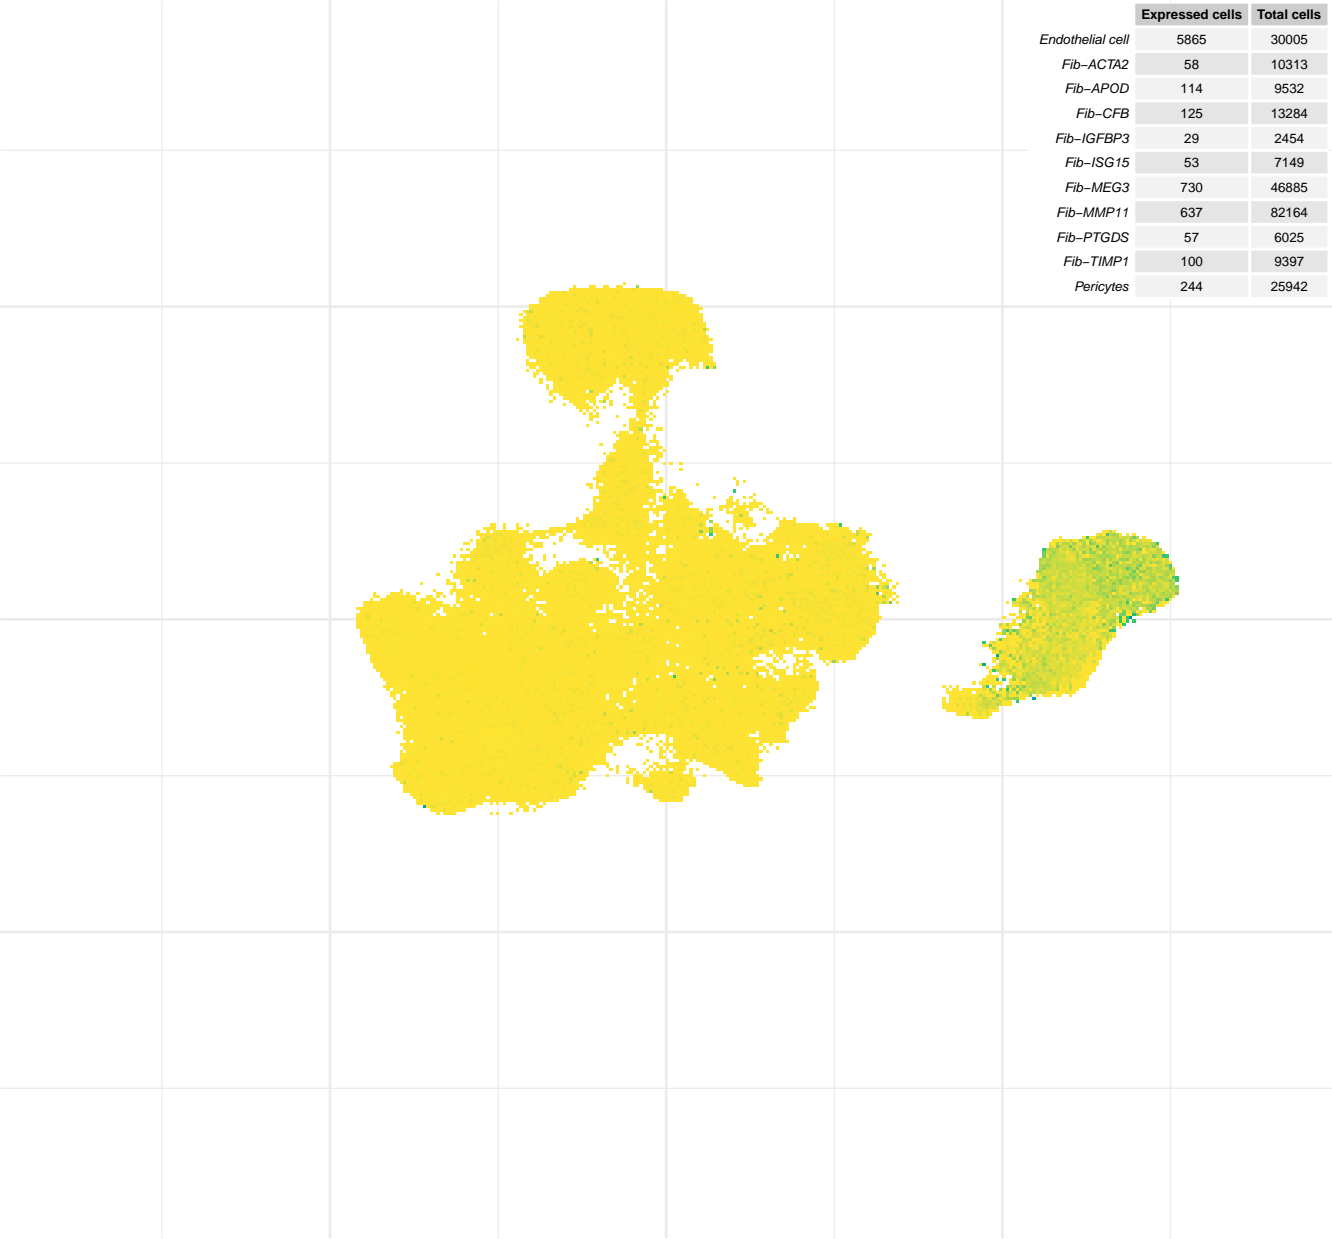 Expressed cells Total cells
Endothelial cell 5865 30005
Fib−ACTA2 58 10313
Fib−APOD 114 9532
Fib−CFB 125 13284
Fib−IGFBP3 29 2454
Fib−ISG15 53 7149
Fib−MEG3 730 46885
Fib−MMP11 637 82164
Fib−PTGDS 57 6025
Fib−TIMP1 100 9397
Pericytes 244 25942